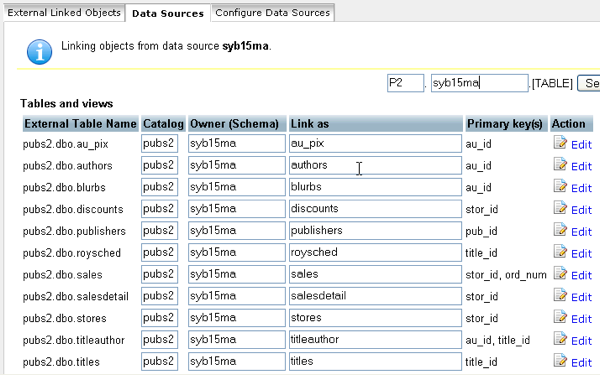 External Linked Objects Data Sources Configure Data Sources
Linking objects from data source syb15ma.
P2 . syb15ma .[TABLE] Se
Tables and views
External Table Name Catalog Owner (Schema) Link as Primary key(s) Action
pubs2.dbo.au_pix pubs2 syb15ma au_pix au_id Edit
pubs2.dbo.authors pubs2 syb15ma authors au_id Edit
pubs2.dbo.blurbs pubs2 syb15ma blurbs au_id Edit
pubs2.dbo.discounts pubs2 syb15ma discounts stor_id Edit
pubs2.dbo.publishers pubs2 syb15ma publishers pub_id Edit
pubs2.dbo.roysched pubs2 syb15ma roysched title_id Edit
pubs2.dbo.sales pubs2 syb15ma sales stor_id, ord_num Edit
pubs2.dbo.salesdetail pubs2 syb15ma salesdetail stor_id Edit
pubs2.dbo.stores pubs2 syb15ma stores stor_id Edit
pubs2.dbo.titleauthor pubs2 syb15ma titleauthor au_id, title_id Edit
pubs2.dbo.titles pubs2 syb15ma titles title_id Edit